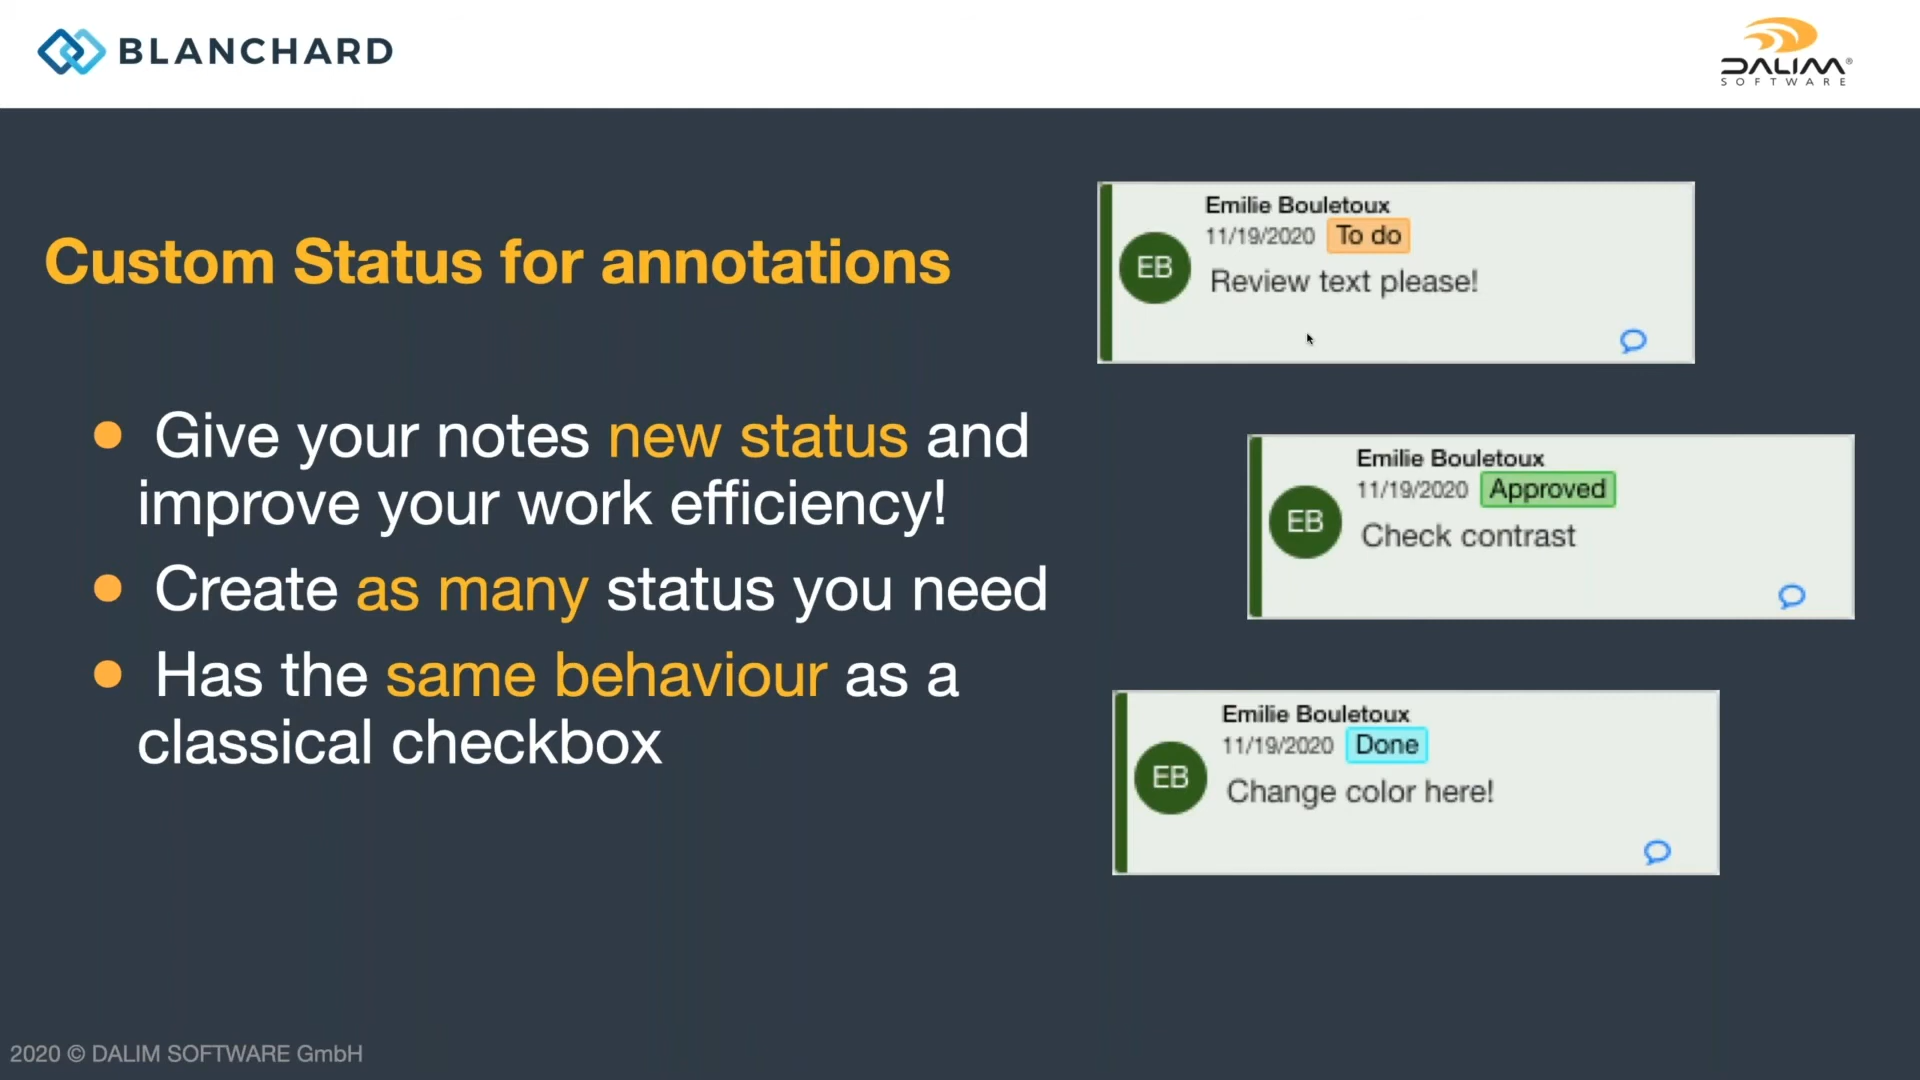 BLANCHARD
DALIM®
SOFTWARE
Custom Status for annotations
Give your notes new status and
improve your work efficiency!
Create as many status you need
Has the same behaviour as a
classical checkbox
Emilie Bouletoux
11/19/2020 To do
EB
Review text please!
Emilie Bouletoux
11/19/2020 Approved
EB
Check contrast
Emilie Bouletoux
11/19/2020 Done
EB
Change color here!
2020 © DALIM SOFTWARE GmbH